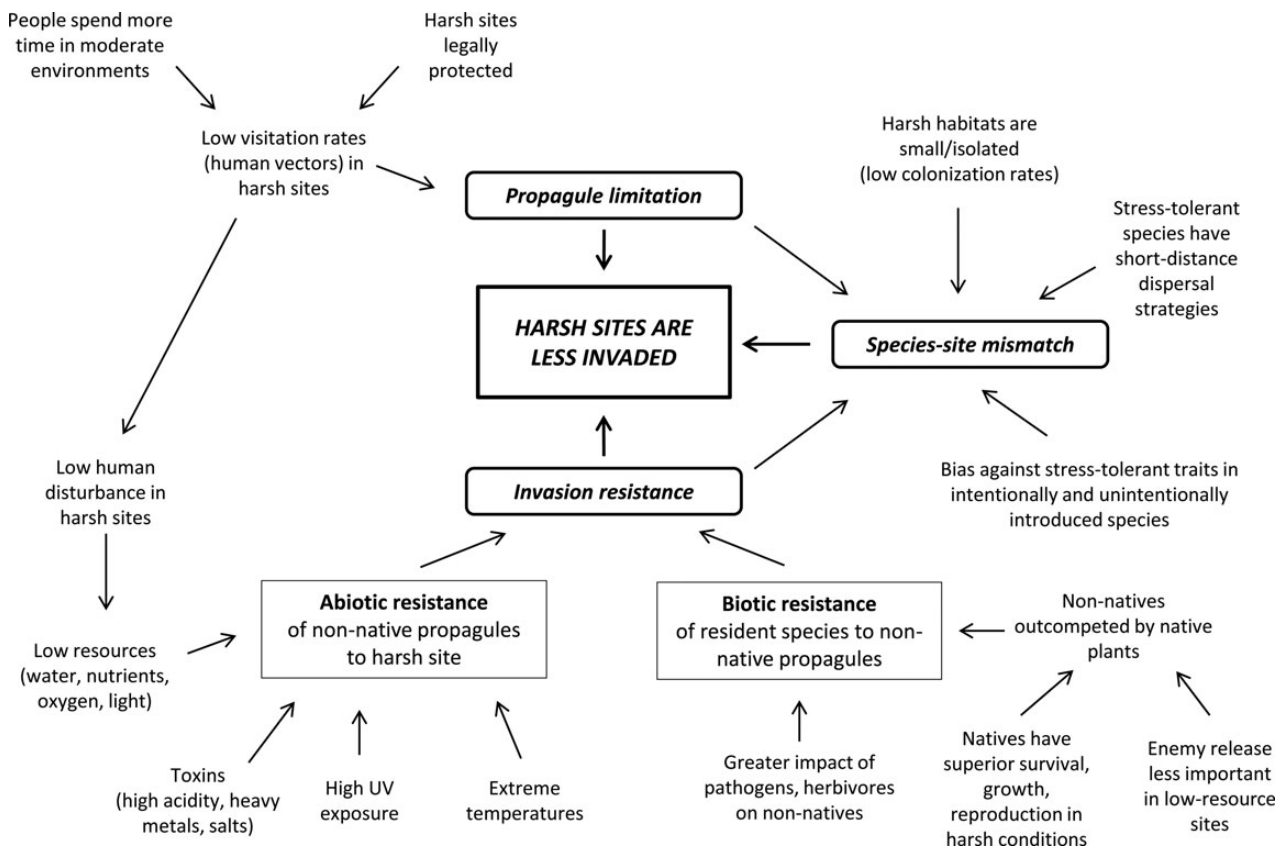 People spend more
time in moderate
environments
Harsh sites
legally
protected
Low visitation rates
(human vectors) in
harsh sites
Harsh habitats are
small/isolated
(low colonization rates)
Propagule limitation
Stress-tolerant
species have
short-distance
dispersal
strategies
HARSH SITES ARE
LESS INVADED
Species-site mismatch
Low human
disturbance in
harsh sites
Invasion resistance
Bias against stress-tolerant traits in
intentionally and unintentionally
introduced species
Abiotic resistance
of non-native propagules
to harsh site
Biotic resistance
of resident species to non-
native propagules
Non-natives
outcompeted by native
plants
Low resources
(water, nutrients,
oxygen, light)
Toxins
(high acidity, heavy
metals, salts)
High UV
exposure
Extreme
temperatures
Greater impact of
pathogens, herbivores
on non-natives
Natives have
superior survival,
growth,
reproduction in
harsh conditions
Enemy release
less important
in low-resource
sites